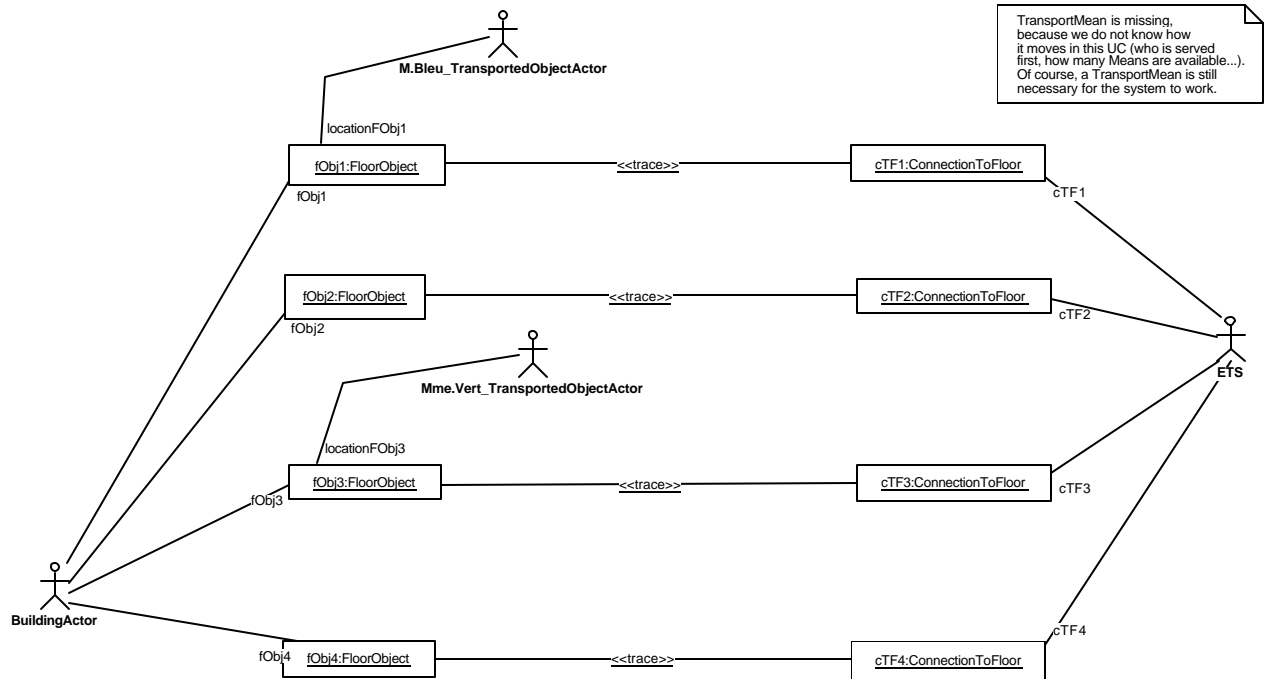 TransportMean is missing,
because we do not know how
it moves in this UC (who is served
first, how many Means are available...).
Of course, a TransportMean is still
necessary for the system to work.
M.Bleu_TransportedObjectActor
locationFObj1
fObj1:FloorObject
<<trace>>
cTF1:ConnectionToFloor
fObj1
cTF1
fObj2:FloorObject
<<trace>>
cTF2:ConnectionToFloor
fObj2
cTF2
ETS
Mme.Vert_TransportedObjectActor
locationFObj3
fObj3:FloorObject
<<trace>>
cTF3:ConnectionToFloor
fObj3
cTF3
BuildingActor
cTF4
fObj4
fObj4:FloorObject
<<trace>>
cTF4:ConnectionToFloor